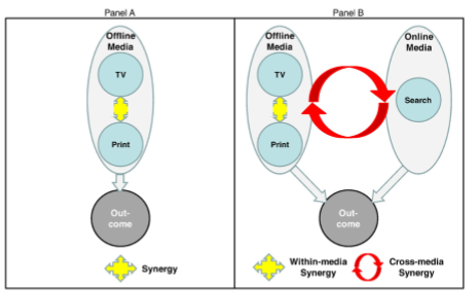 Panel A
Offline
Media
TV
Print
Out-
come
Synergy
Panel B
Offline
Media
TV
Print
Online
Media
Search
Out-
come
Within-media
Synergy
Cross-media
Synergy